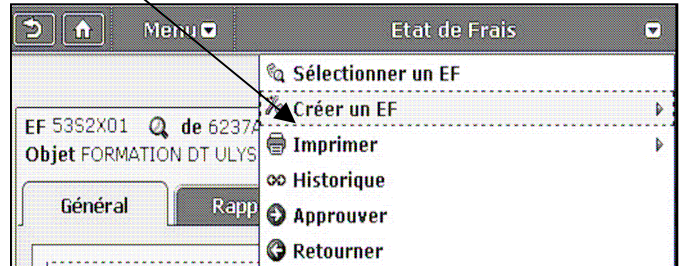 Menu Etat de Frais
Sélectionner un EF
Créer un EF
EF 53S2X01 de 6237A
Imprimer
Objet FORMATION DT ULYS
Historique
Général Rapp
Approuver
Retourner